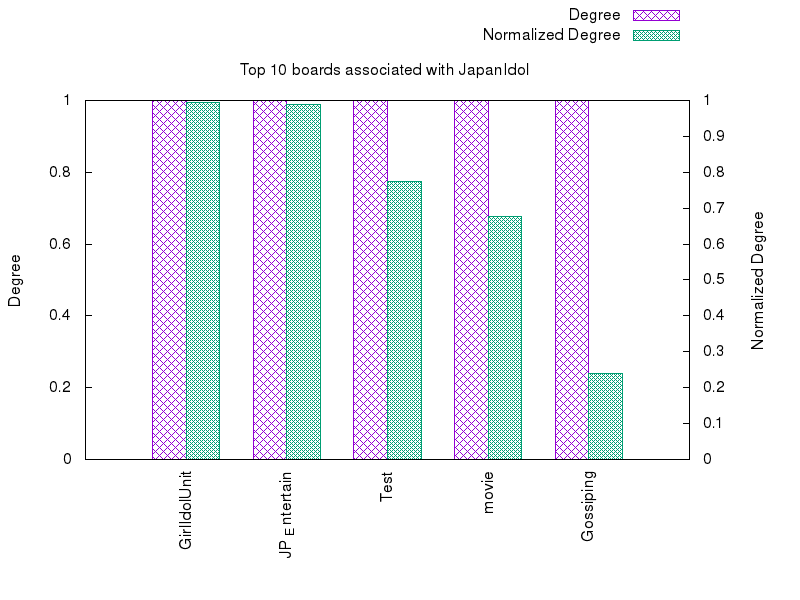 Degree
Normalized Degree
Top 10 boards associated with JapanIdol
1
0.8
0.6
0.4
0.2
0
1
0.9
0.8
0.7
0.6
0.5
0.4
0.3
0.2
0.1
0
Degree
Normalized Degree
GirlIdolUnit
JP E ntertain
Test
movie
Gossiping